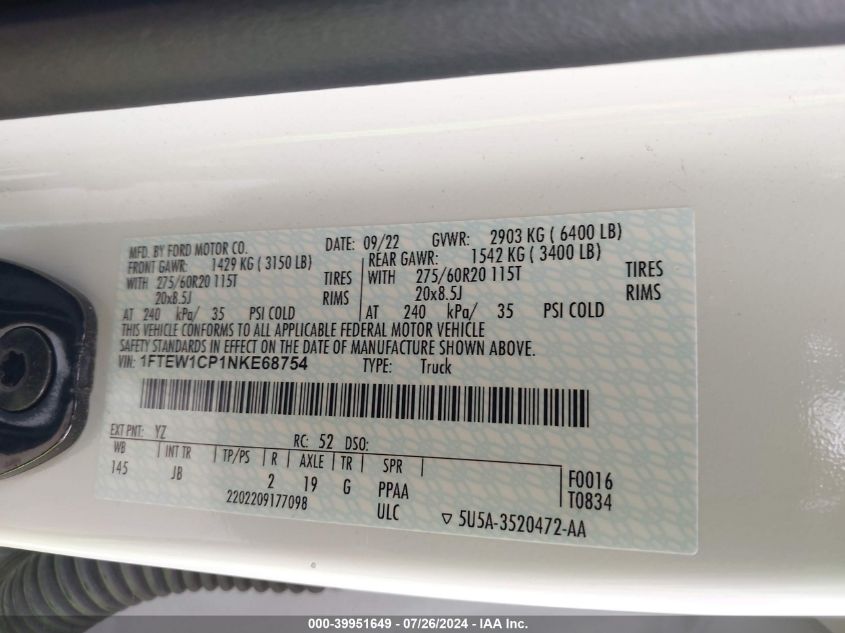 MFD. BY FORD MOTOR CO. DATE: 09/22 GVWR: 2903 KG ( 6400 LB)
FRONT GAWR: 1429 KG ( 3150 LB) REAR GAWR: 1542 KG ( 3400 LB)
WITH 275/60R20 115T TIRES WITH 275/60R20 115T TIRES
20x8.5J RIMS 20x8.5J RIMS
AT 240 kPa/ 35 PSI COLD AT 240 kPa/ 35 PSI COLD
THIS VEHICLE CONFORMS TO ALL APPLICABLE FEDERAL MOTOR VEHICLE
SAFETY STANDARDS IN EFFECT ON THE DATE OF MANUFACTURE SHOWN ABOVE.
VIN: 1FTEW1CP1NKE68754 TYPE: Truck
EXT PNT: YZ RC: 52 DSO:
WB INT TR TP/PS R AXLE TR SPR
145 JB 2 19 G PPAA F0016
2202209177098 ULC T0834
5U5A-3520472-AA
000-39951649 / 07/26/2024 - IAA Inc.